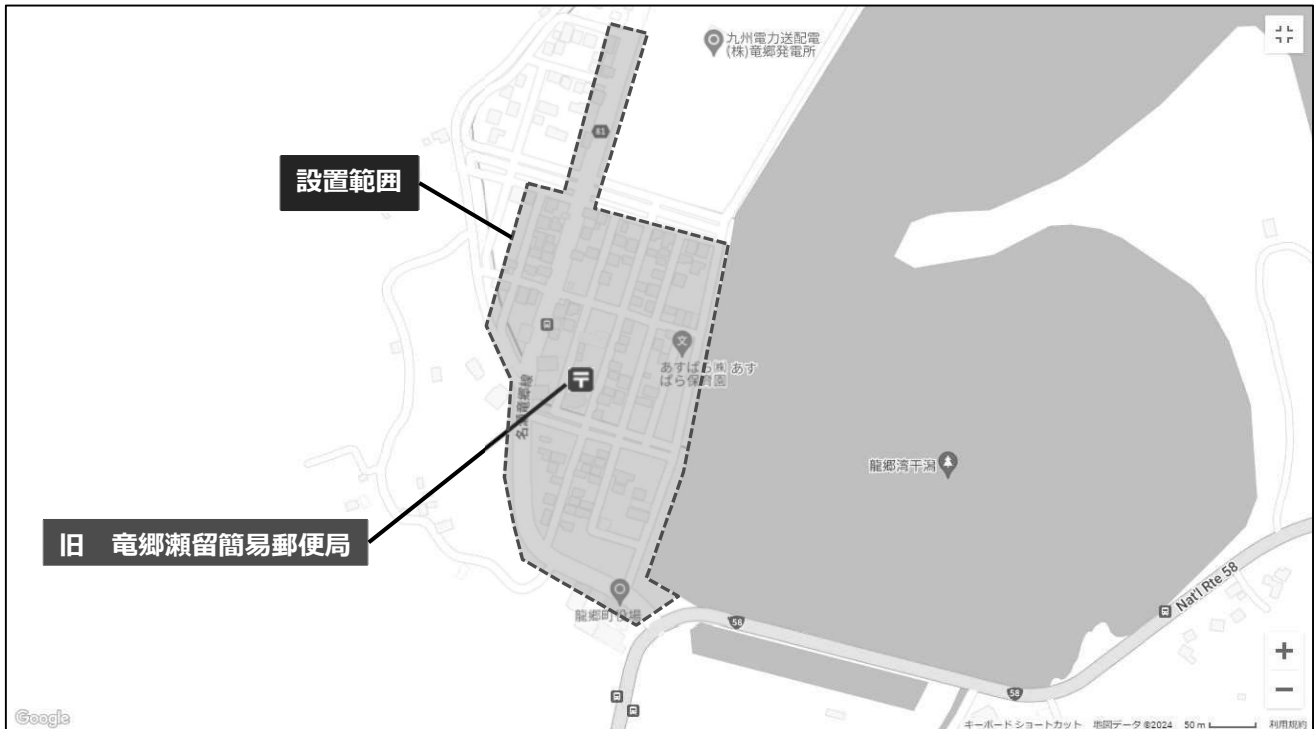 九州電力送配電
(株)竜郷発電所
81
設置範囲
文
あすぱら㈱ あす
ぱら保育園
〒
名瀬竜郷線
龍郷湾干潟
旧　竜郷瀬留簡易郵便局
龍郷町役場
58
Nat'l Rte 58
58
+
−
Google
キーボード ショートカット 地図データ ©2024 50 m 利用規約